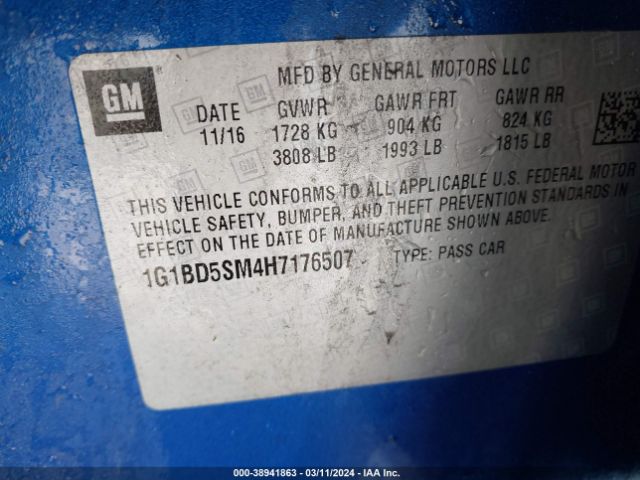 GM
MFD BY GENERAL MOTORS LLC
DATE GVWR GAWR FRT GAWR RR
11/16 1728 KG 904 KG 824 KG
3808 LB 1993 LB 1815 LB
THIS VEHICLE CONFORMS TO ALL APPLICABLE U.S. FEDERAL MOTOR
VEHICLE SAFETY, BUMPER, AND THEFT PREVENTION STANDARDS IN
EFFECT ON THE DATE OF MANUFACTURE SHOWN ABOVE.
1G1BD5SM4H7176507 TYPE: PASS CAR
000-38941863 - 03/11/2024 - IAA Inc.